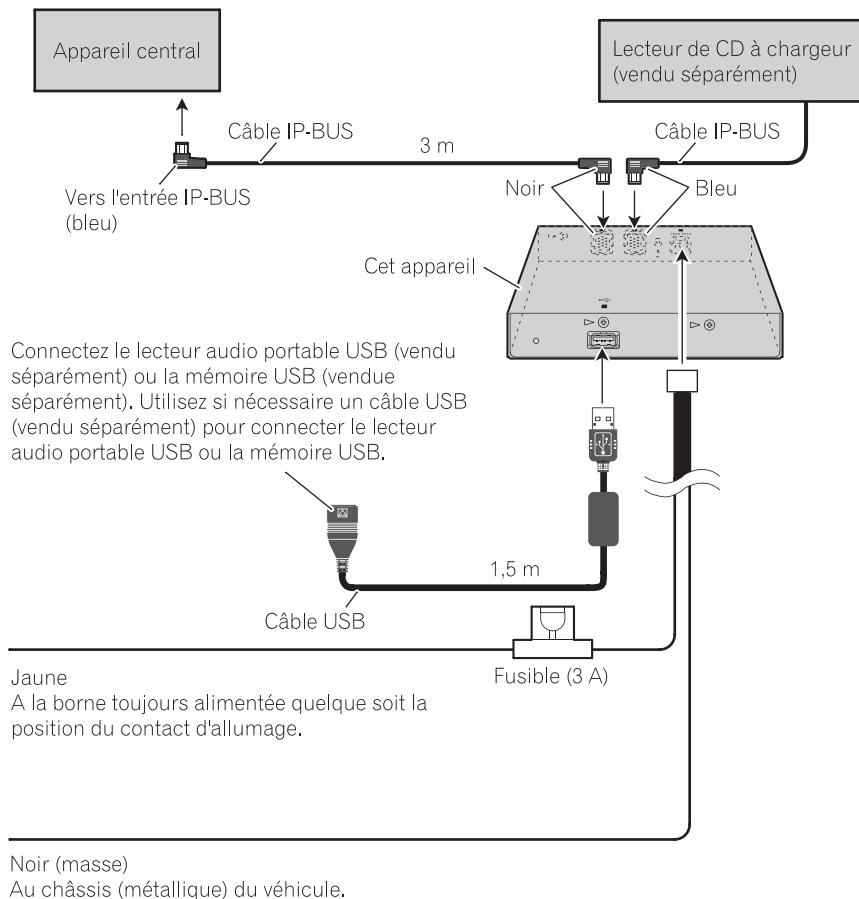 Appareil central
Lecteur de CD à chargeur
(vendu séparément)
Câble IP-BUS
3 m
Câble IP-BUS
Vers l'entrée IP-BUS
(bleu)
Noir
Bleu
Cet appareil
Connectez le lecteur audio portable USB (vendu
séparément) ou la mémoire USB (vendue
séparément). Utilisez si nécessaire un câble USB
(vendu séparément) pour connecter le lecteur
audio portable USB ou la mémoire USB.
1,5 m
Câble USB
Fusible (3 A)
Jaune
A la borne toujours alimentée quelque soit la
position du contact d'allumage.
Noir (masse)
Au châssis (métallique) du véhicule.